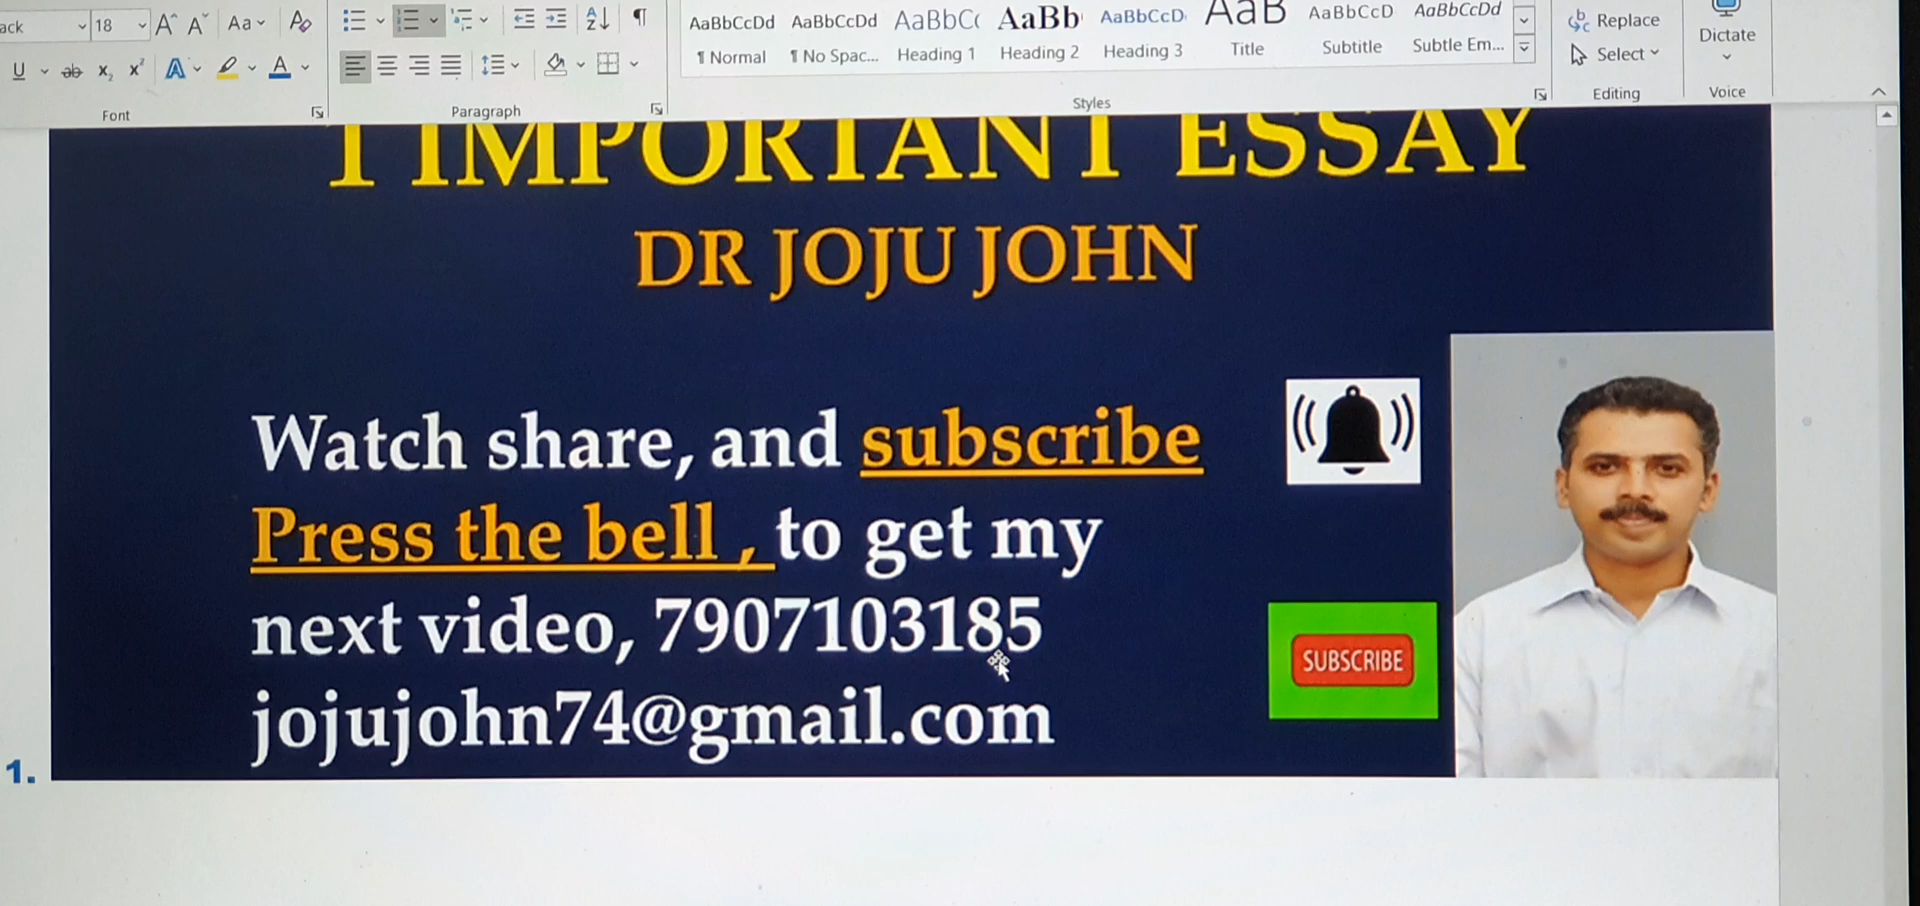 18 Aa
AaBbCcDd AaBbCcDd AaBbC AaBb AaBbCcD AaB AaBbCcD AaBbCcDd
Normal No Spac... Heading 1 Heading 2 Heading 3 Title Subtitle Subtle Em...
Replace
Select
Dictate
Font Paragraph Styles Editing Voice
1 IMPORTANT ESSAY
DR JOJU JOHN
Watch share, and subscribe
Press the bell , to get my
next video, 7907103185
jojujohn74@gmail.com
SUBSCRIBE
1.